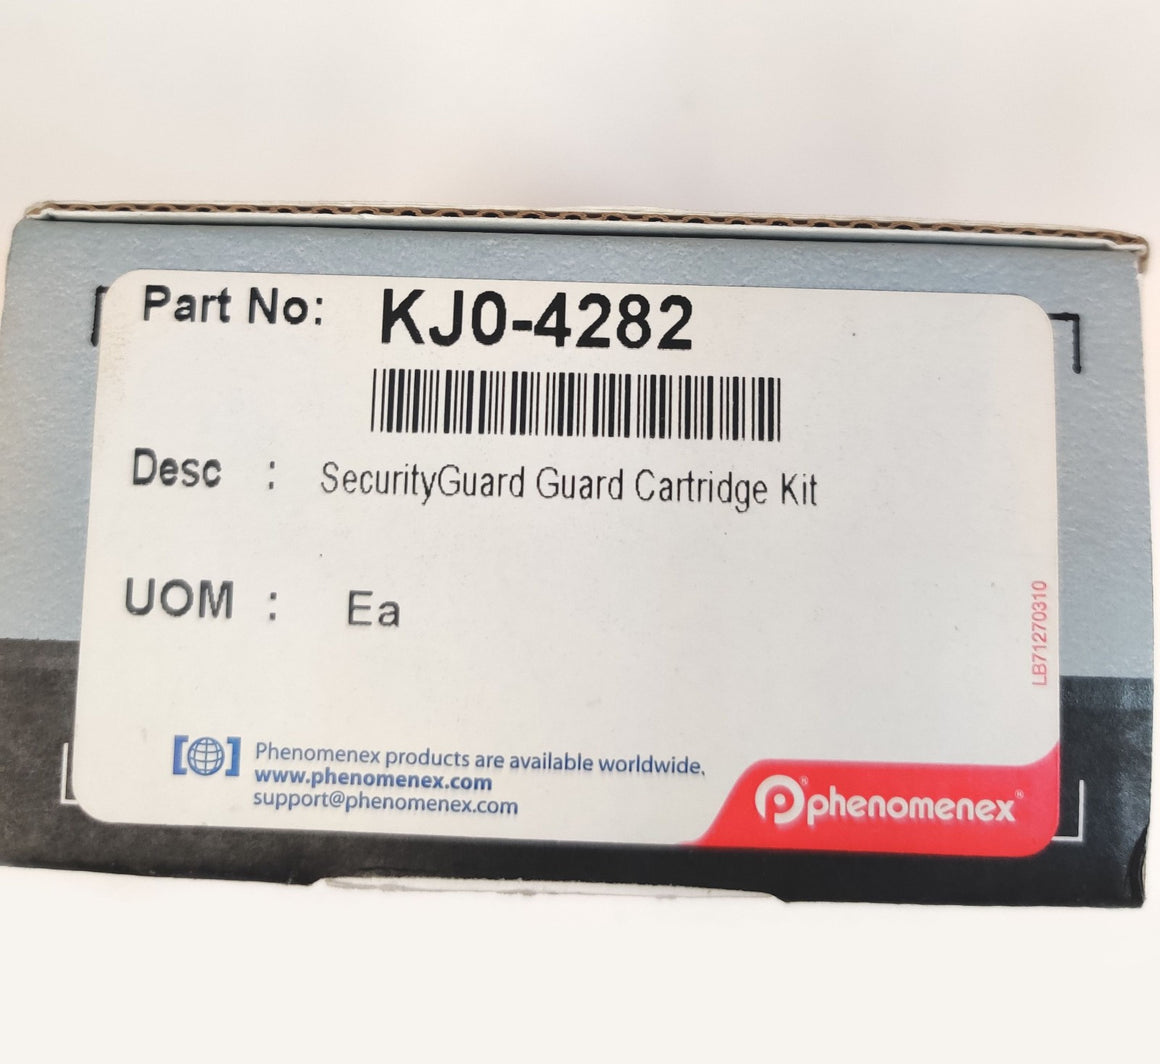 Part No: KJ0-4282
Desc : SecurityGuard Guard Cartridge Kit
UOM : Ea
LB71270310
Phenomenex products are available worldwide.
www.phenomenex.com
support@phenomenex.com
phenomenex®